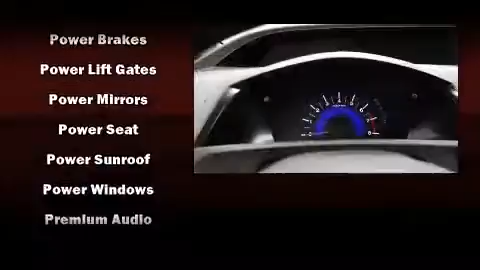 Power Brakes
Power Lift Gates
Power Mirrors
Power Seat
Power Sunroof
Power Windows
Premium Audio